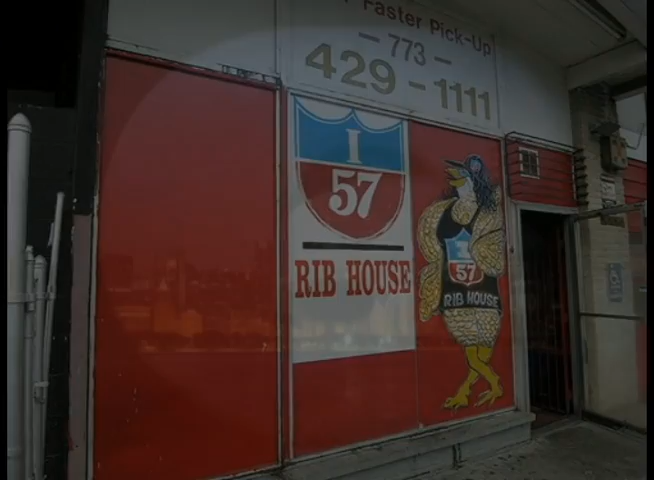 Faster Pick-Up
- 773 -
429-1111
I
57
RIB HOUSE
57
RIB HOUSE